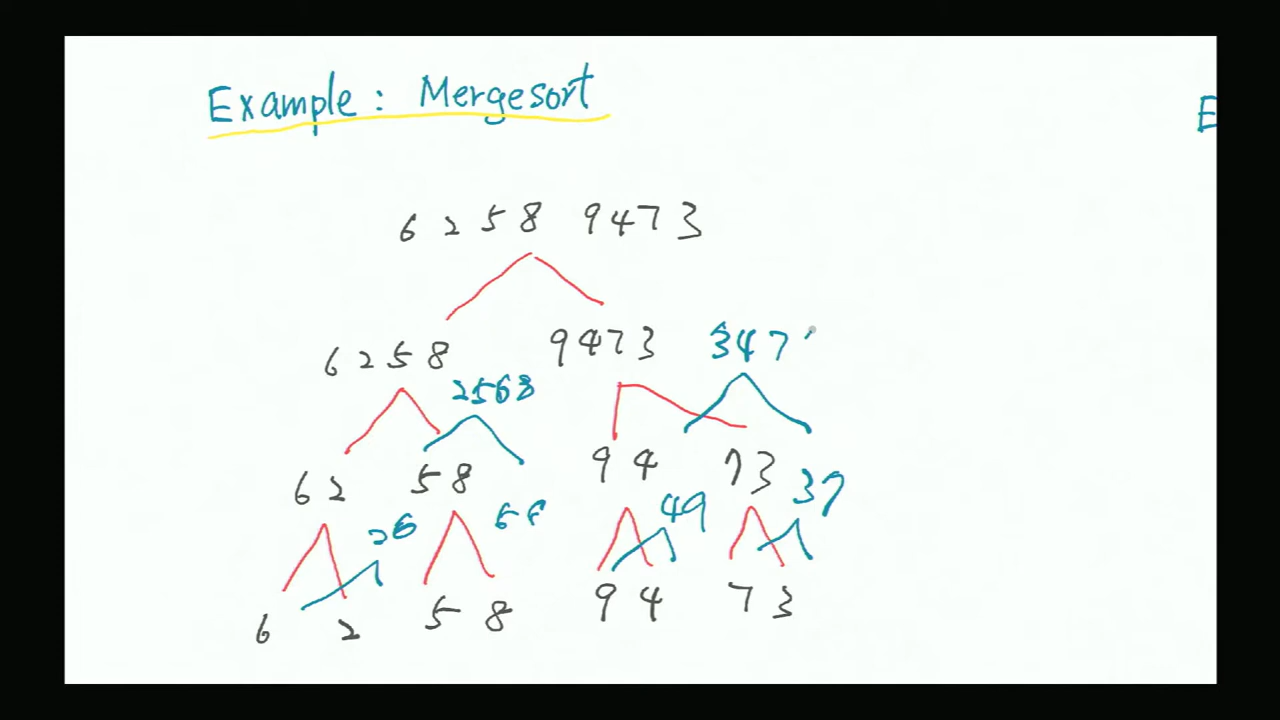 Example: Mergesort
E
6 2 5 8 9 4 7 3
6 2 5 8 9 4 7 3 3 4 7
2 5 6 8
6 2 5 8 9 4 7 3
2 6 4 9 3 7
6 2 5 8 9 4 7 3